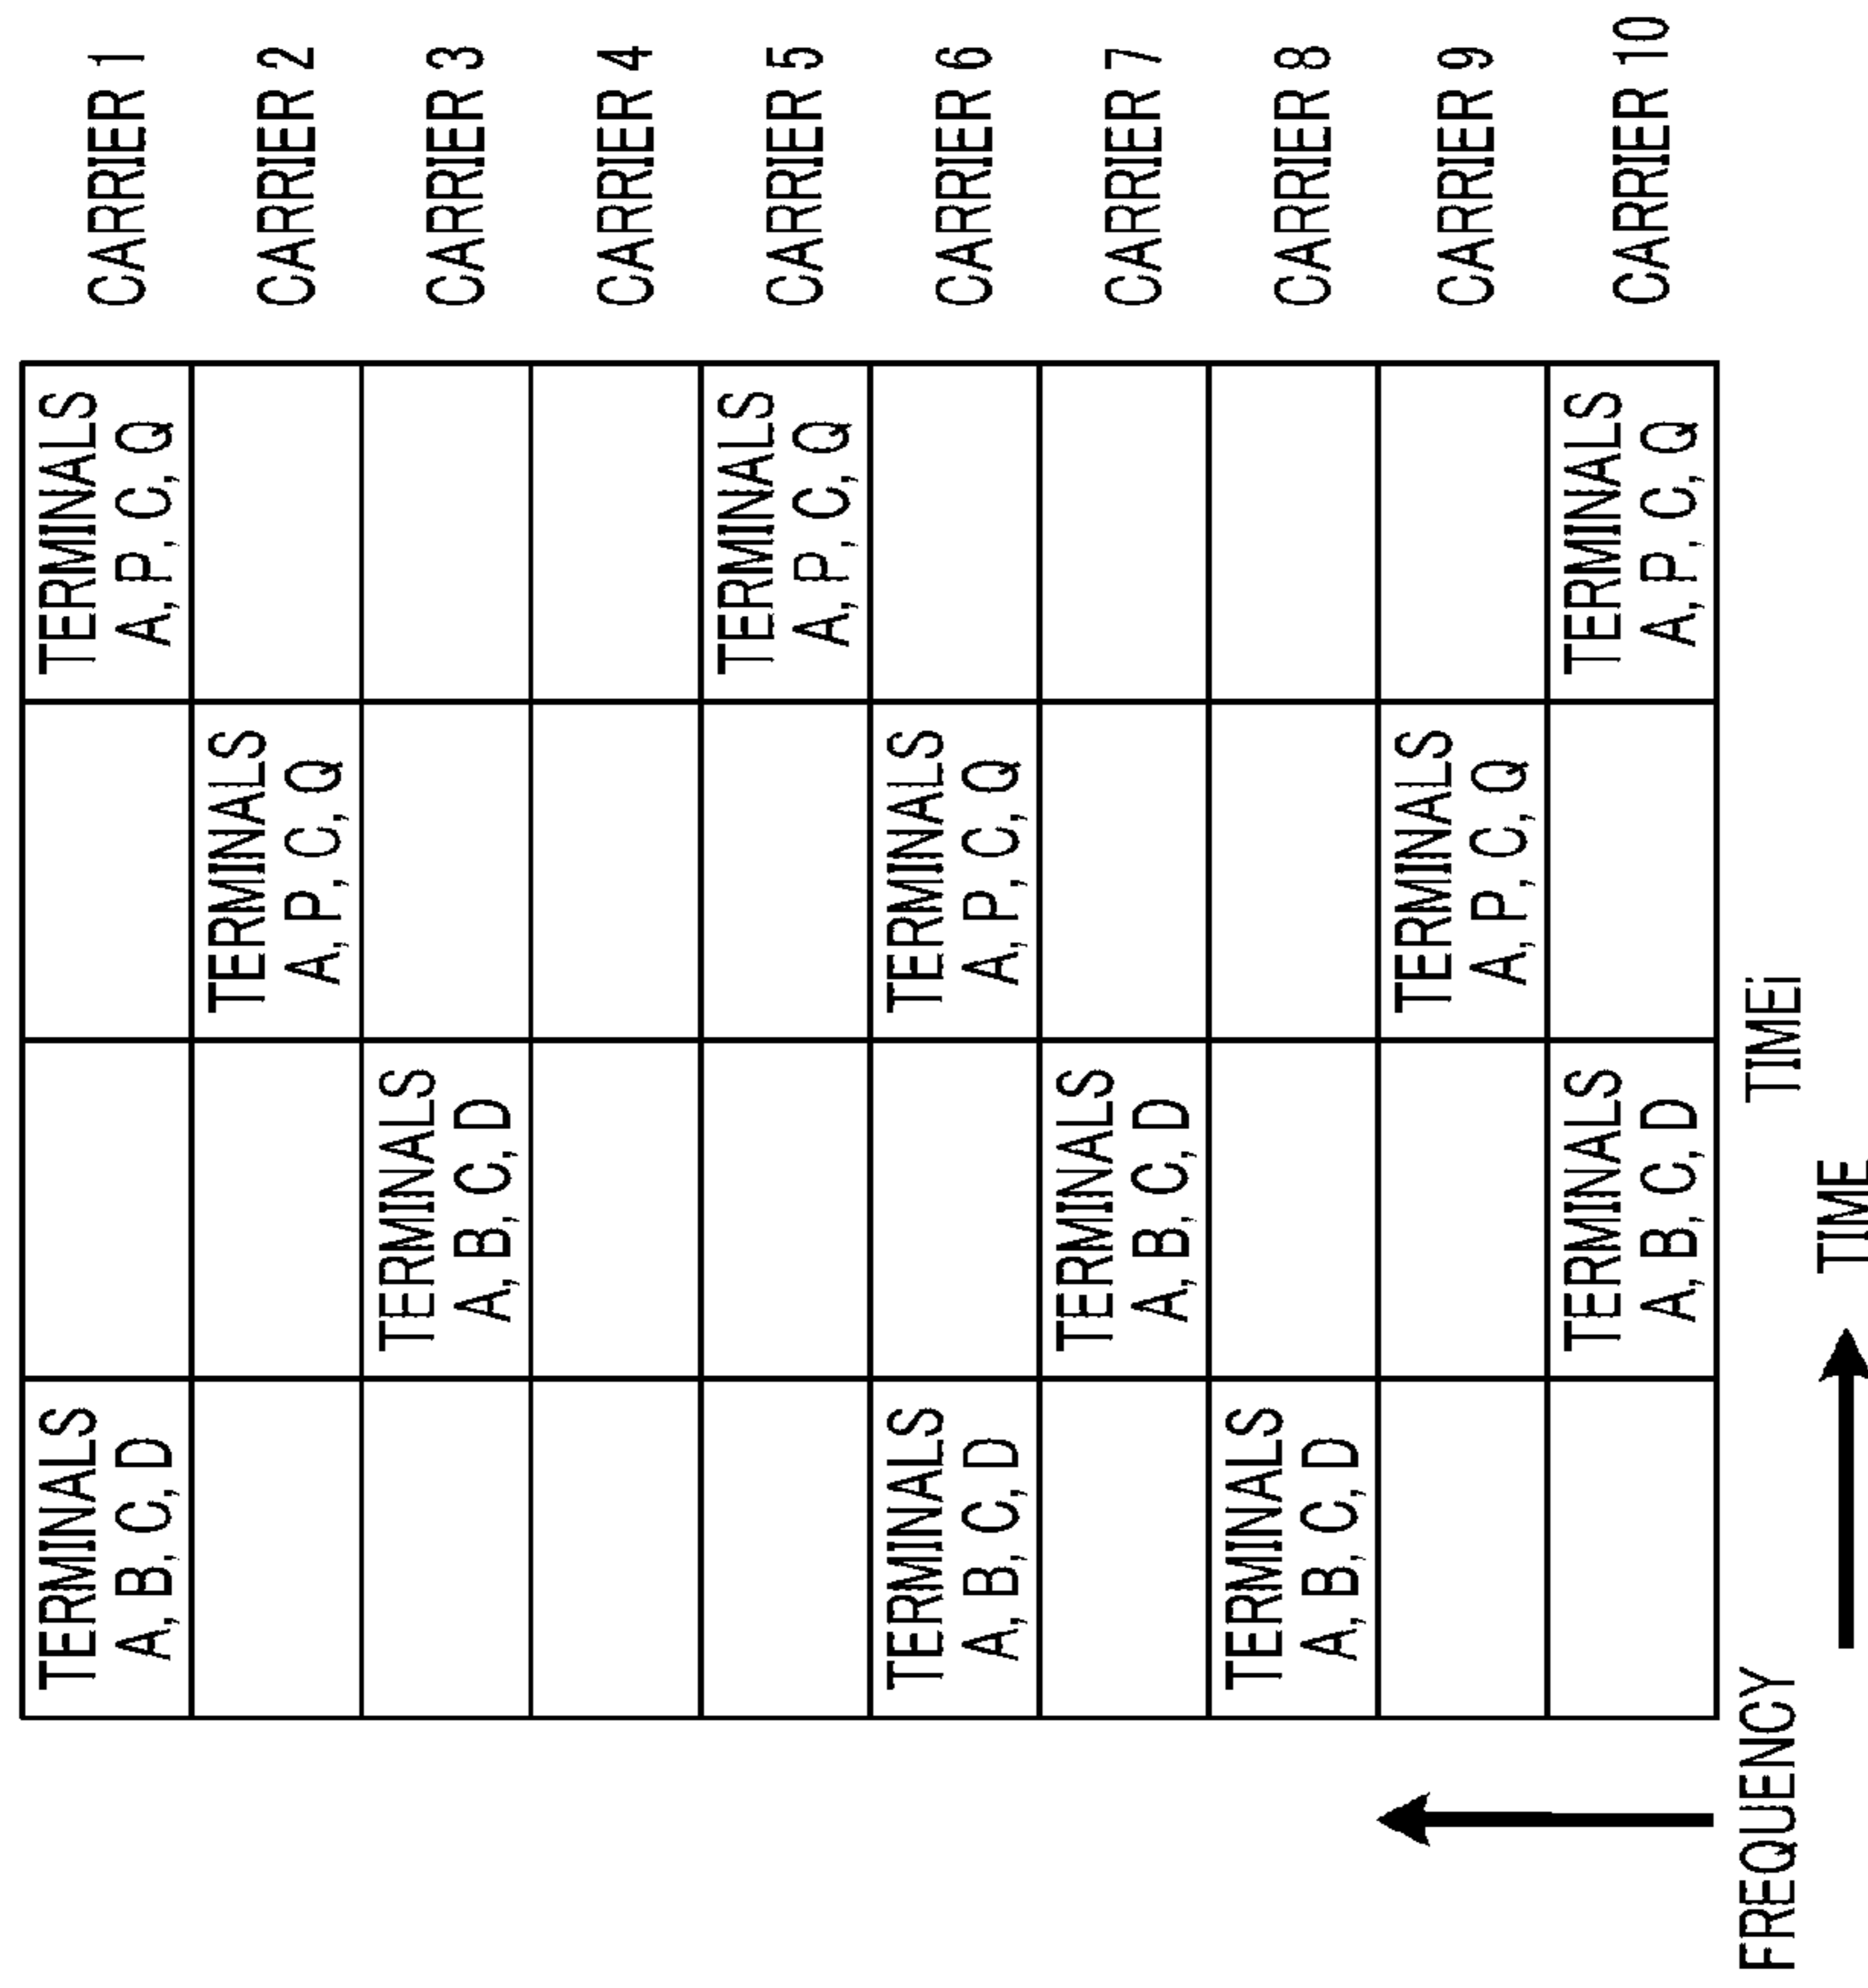 TERMINALS
A, B, C, D
TERMINALS
A, P, C, Q
CARRIER 1
TERMINALS
A, P, C, Q
CARRIER 2
TERMINALS
A, B, C, D
CARRIER 3
CARRIER 4
TERMINALS
A, P, C, Q
CARRIER 5
TERMINALS
A, B, C, D
TERMINALS
A, P, C, Q
CARRIER 6
TERMINALS
A, B, C, D
CARRIER 7
TERMINALS
A, B, C, D
CARRIER 8
TERMINALS
A, P, C, Q
CARRIER 9
TERMINALS
A, B, C, D
TERMINALS
A, P, C, Q
CARRIER 10
FREQUENCY
TIMEi
TIME